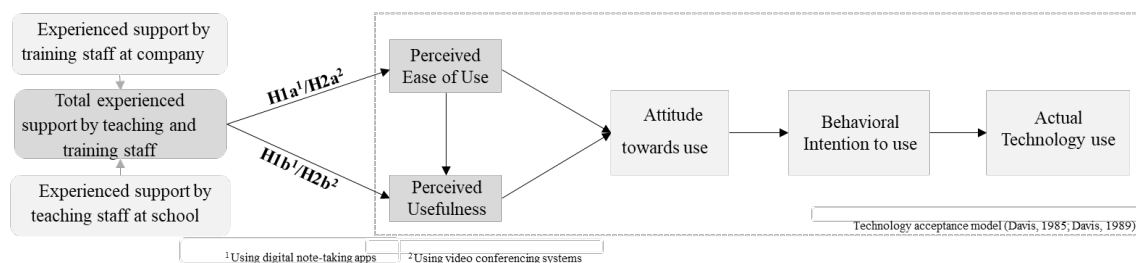 Experienced support by
training staff at company
Total experienced
support by teaching and
training staff
Experienced support by
teaching staff at school
H1a¹/H2a²
H1b¹/H2b²
Perceived
Ease of Use
Perceived
Usefulness
Attitude
towards use
Behavioral
Intention to use
Actual
Technology use
Technology acceptance model (Davis, 1985; Davis, 1989)
¹Using digital note-taking apps
²Using video conferencing systems